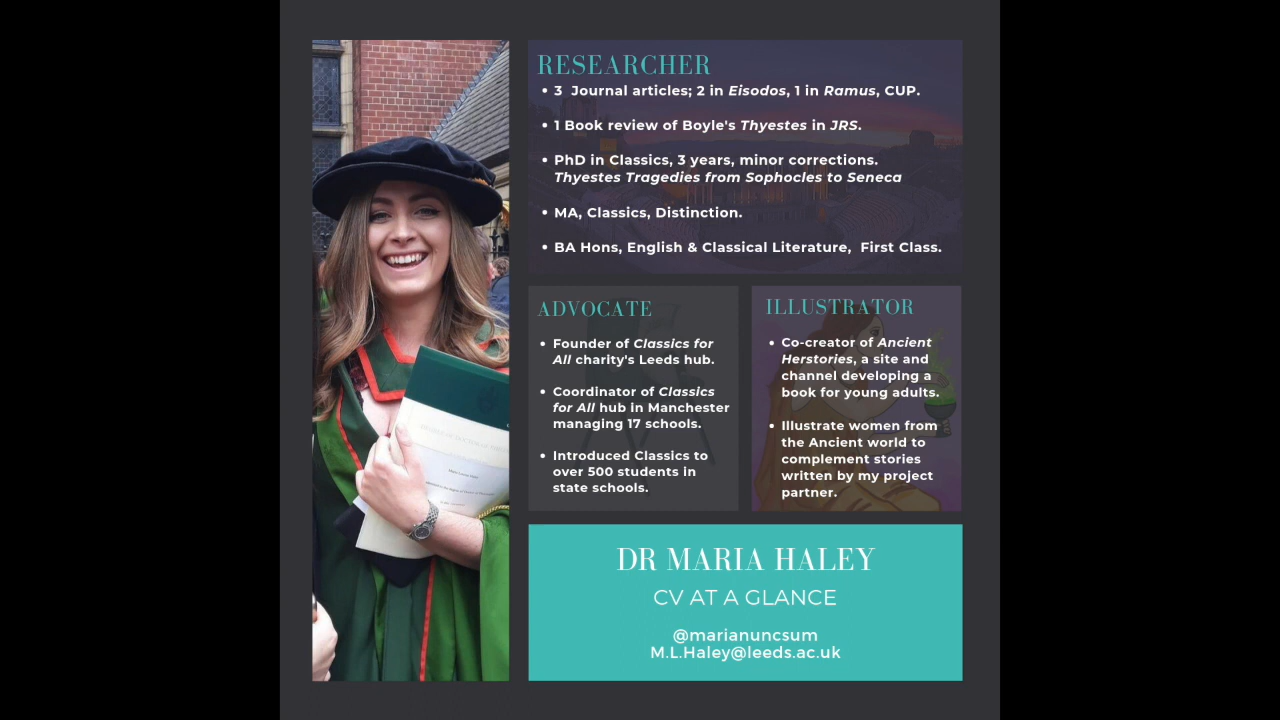 RESEARCHER
• 3 Journal articles; 2 in Eisodos, 1 in Ramus, CUP.
• 1 Book review of Boyle's Thyestes in JRS.
• PhD in Classics, 3 years, minor corrections.
Thyestes Tragedies from Sophocles to Seneca
• MA, Classics, Distinction.
• BA Hons, English & Classical Literature, First Class.
ADVOCATE
• Founder of Classics for
All charity's Leeds hub.
• Coordinator of Classics
for All hub in Manchester
managing 17 schools.
• Introduced Classics to
over 500 students in
state schools.
ILLUSTRATOR
• Co-creator of Ancient
Herstories, a site and
channel developing a
book for young adults.
• Illustrate women from
the Ancient world to
complement stories
written by my project
partner.
DR MARIA HALEY
CV AT A GLANCE
@marianuncsum
M.L.Haley@leeds.ac.uk